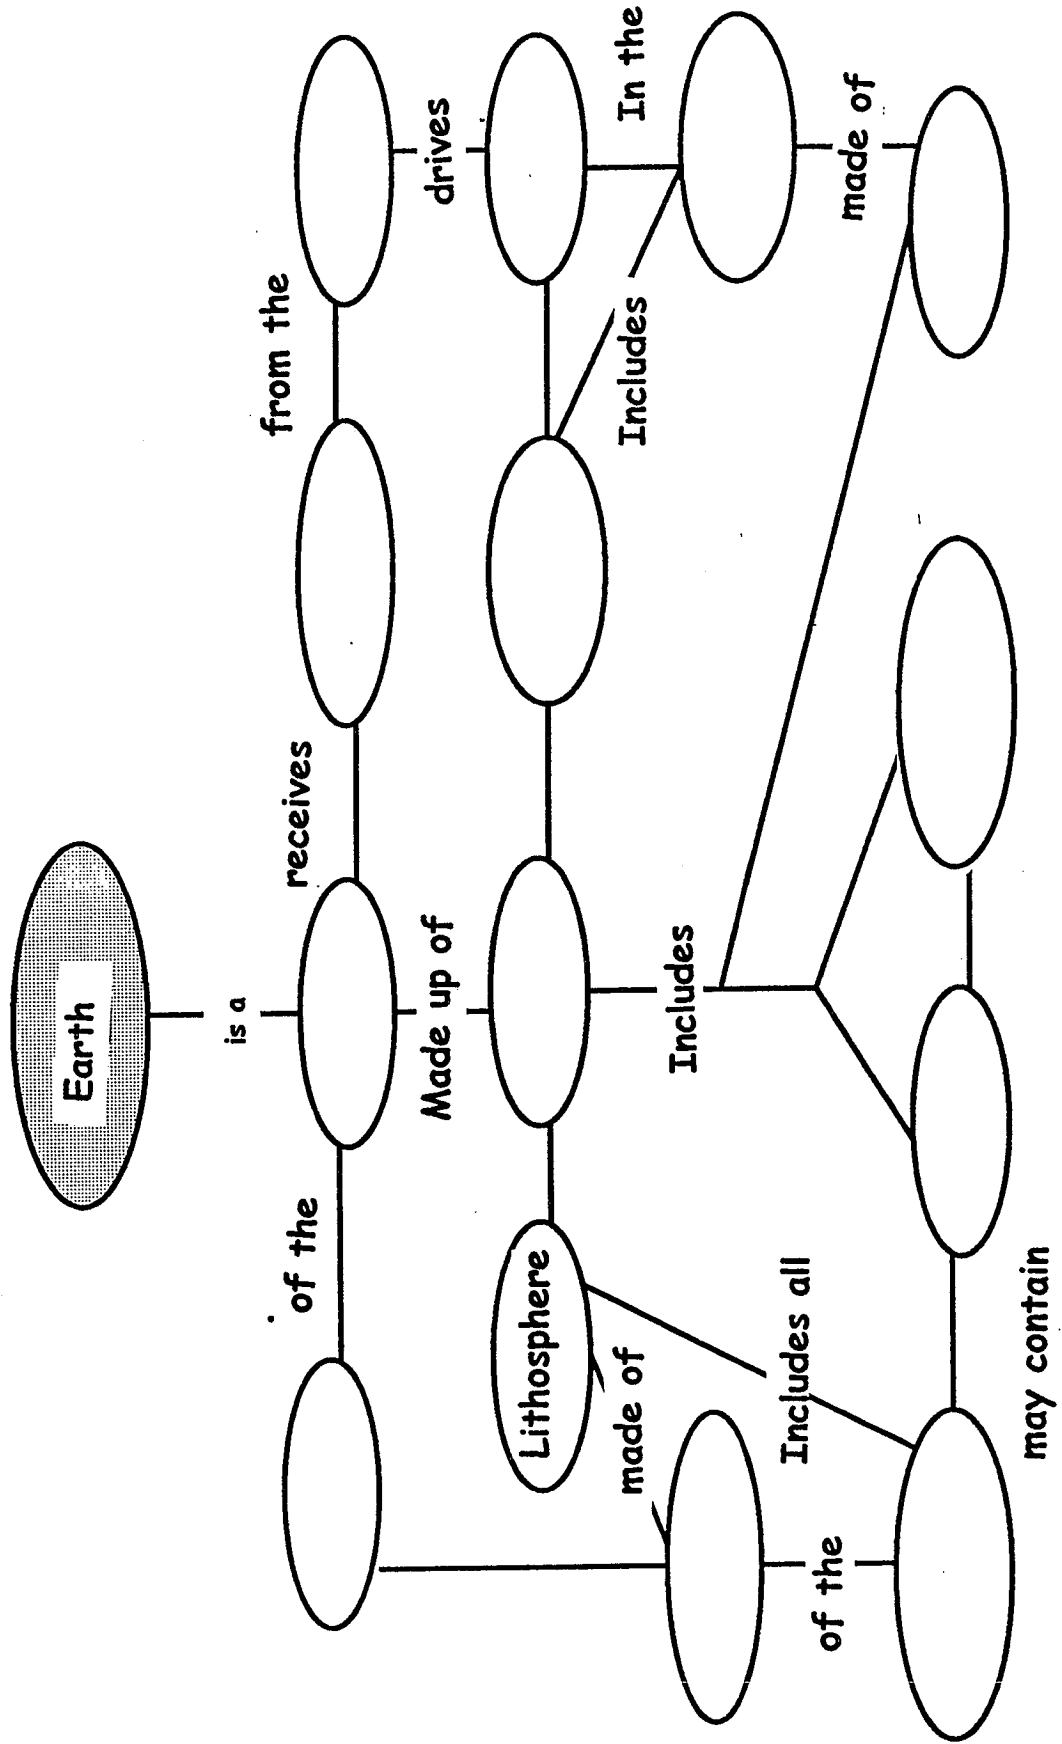 Earth
is a
of the
receives
from the
Made up of
drives
Lithosphere
made of
Includes
Includes
In the
of the
Includes all
made of
may contain